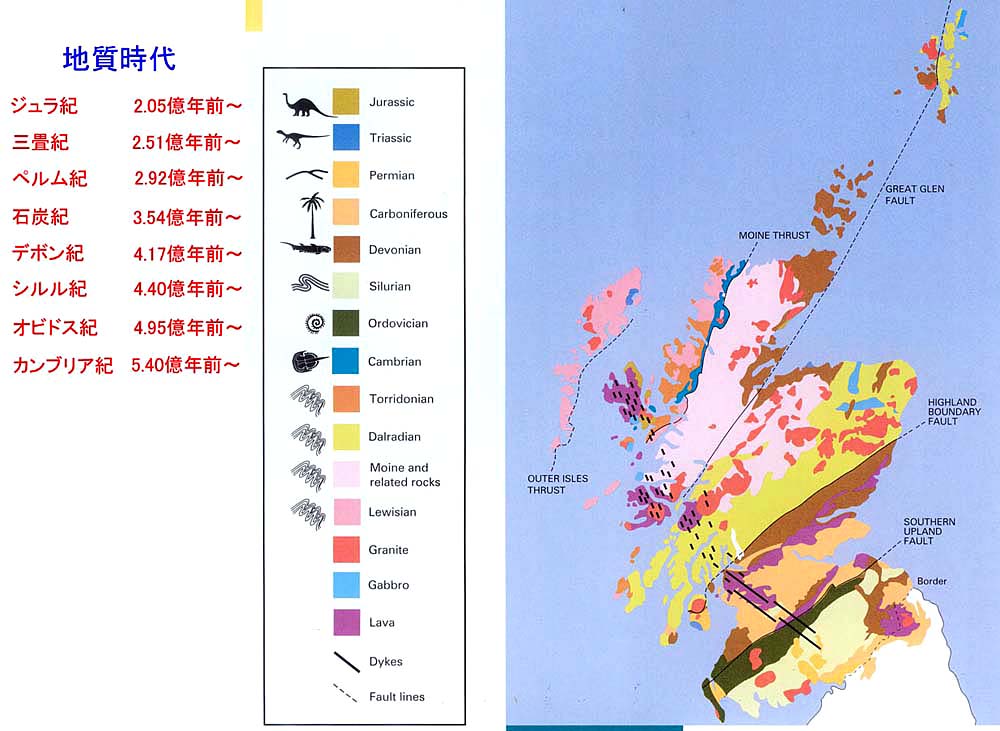 地質時代
ジュラ紀 2.05億年前～
三畳紀 2.51億年前～
ペルム紀 2.92億年前～
石炭紀 3.54億年前～
デボン紀 4.17億年前～
シルル紀 4.40億年前～
オビドス紀 4.95億年前～
カンブリア紀 5.40億年前～
Jurassic
Triassic
Permian
Carboniferous
Devonian
Silurian
Ordovician
Cambrian
Torridonian
Dalradian
Moine and
related rocks
Lewisian
Granite
Gabbro
Lava
Dykes
Fault lines
GREAT GLEN
FAULT
MOINE THRUST
HIGHLAND
BOUNDARY
FAULT
OUTER ISLES
THRUST
SOUTHERN
UPLAND
FAULT
Border